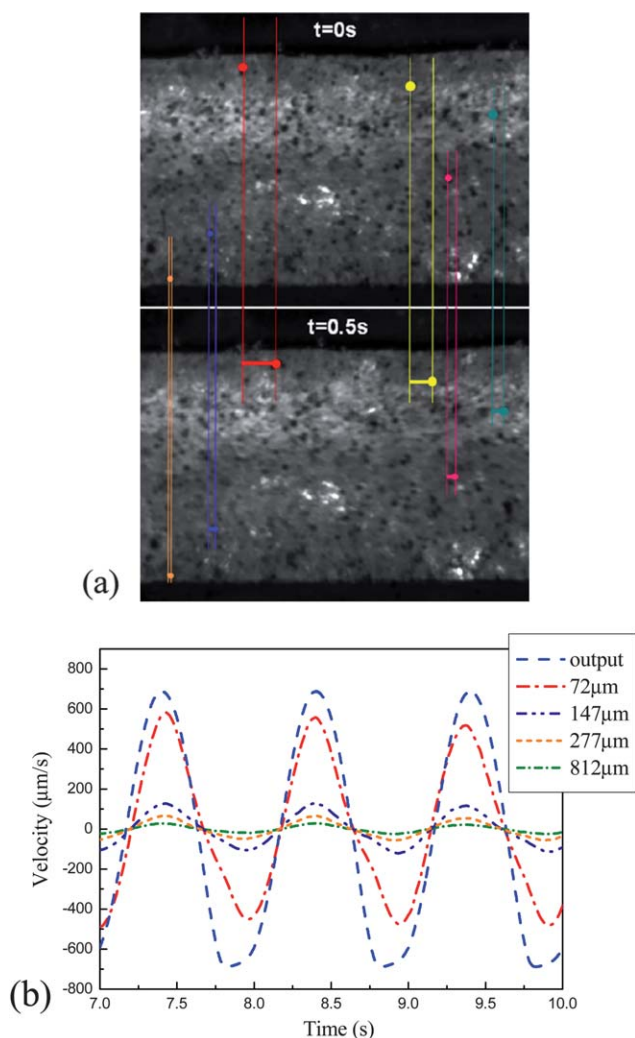 t=0s
t=0.5s
(a)
output
72µm
147µm
277µm
812µm
800
600
400
200
0
-200
-400
-600
-800
Velocity (µm/s)
7.0 7.5 8.0 8.5 9.0 9.5 10.0
Time (s)
(b)